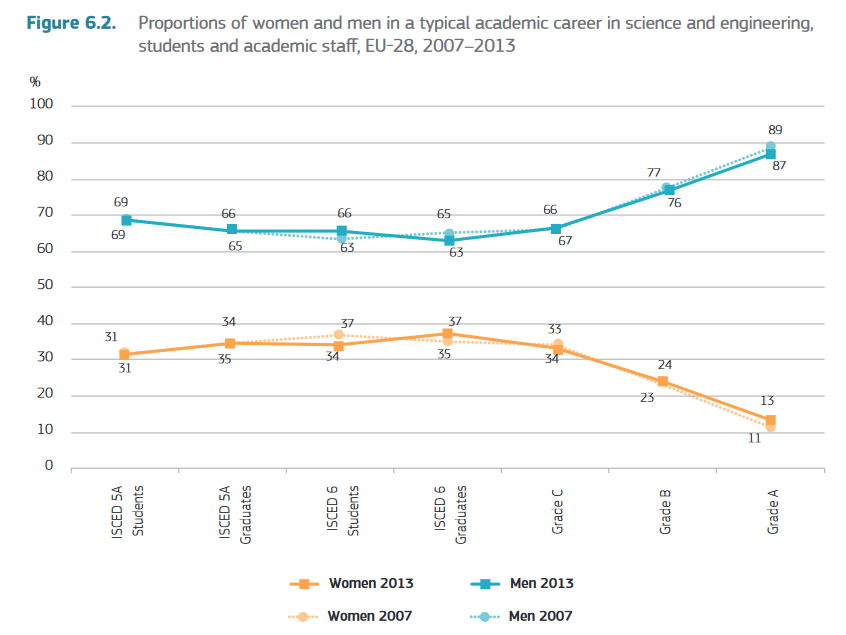 Figure 6.2. Proportions of women and men in a typical academic career in science and engineering,
students and academic staff, EU-28, 2007–2013
%
100
90
80
70
60
50
40
30
20
10
0
69
69
66
65
66
63
65
63
66
67
77
76
89
87
31
31
34
35
37
34
37
35
33
34
24
23
13
11
ISCED 5A
Students
ISCED 5A
Graduates
ISCED 6
Students
ISCED 6
Graduates
Grade C
Grade B
Grade A
Women 2013
Men 2013
Women 2007
Men 2007